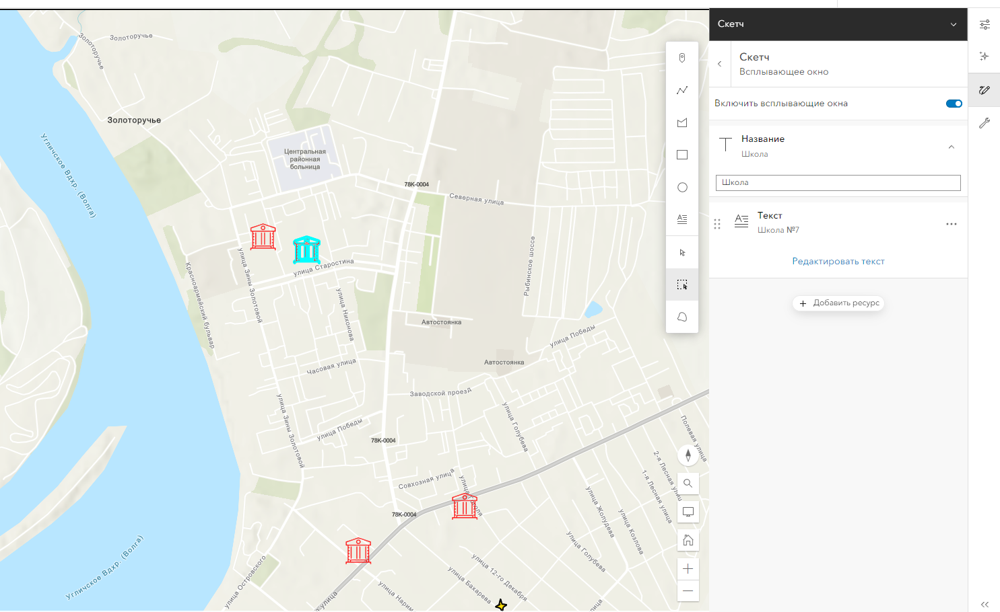 Скетч
Скетч
Всплывающее окно
Включить всплывающие окна
Название
Школа
Школа
Текст
Школа №7
Редактировать текст
Добавить ресурс
Золоторучье
Золоторучье
Золоторучье
Угличское Вдхр. (Волга)
Центральная
районная
больница
78К-0004
Северная улица
Рыбинское шоссе
улица Старостина
улица Зины Золотовой
Красноармейский бульвар
улица Никонова
Автостоянка
улица Победы
Автостоянка
Часовая улица
Заводской проезд
улица Зины Золотовой
улица Победы
улица Голубева
78К-0004
Полевая улица
2-я Лесная улица
1-я Лесная улица
Совхозная улица
78К-0004
улица Жолудева
улица Козлова
улица Голубева
улица 12-го Декабря
улица Бахарева
Угличское Вдхр. (Волга)
улица Островского
улица Нарим
улица
улица